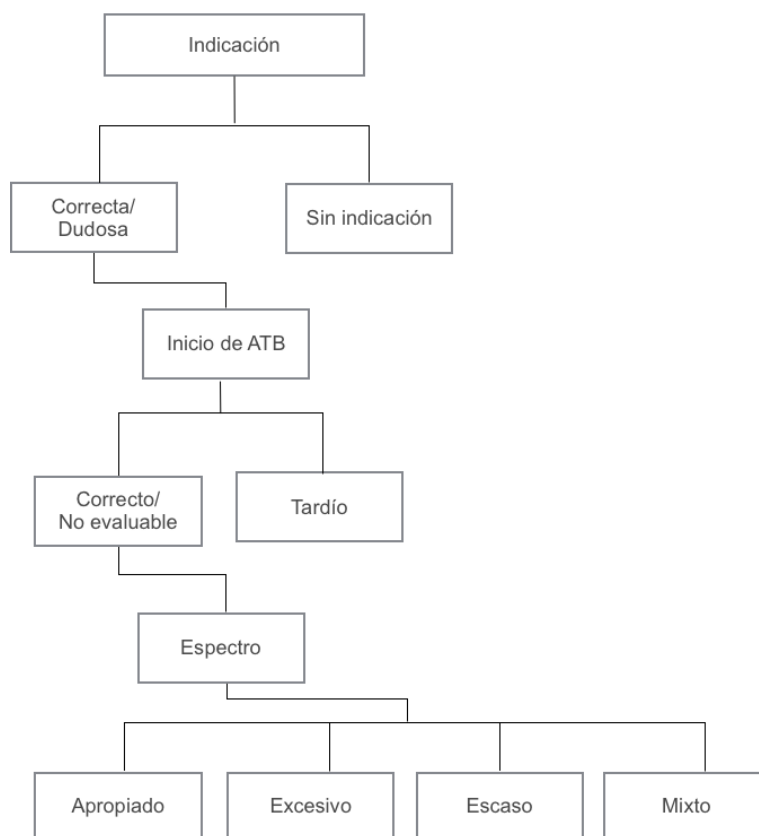 Indicación
Correcta/
Dudosa
Sin indicación
Inicio de ATB
Correcto/
No evaluable
Tardío
Espectro
Apropiado
Excesivo
Escaso
Mixto